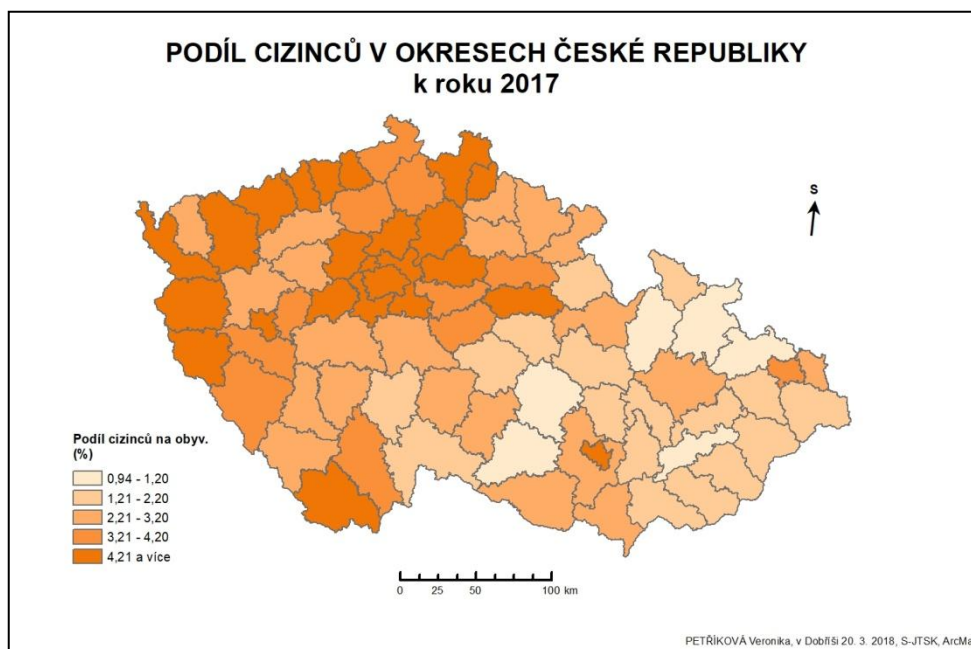 PODÍL CIZINCŮ V OKRESECH ČESKÉ REPUBLIKY
k roku 2017
S
Podíl cizinců na obyv.
(%)
0,94 - 1,20
1,21 - 2,20
2,21 - 3,20
3,21 - 4,20
4,21 a více
0 25 50 100 km
PETŘÍKOVÁ Veronika, v Dobříši 20. 3. 2018, S-JTSK, ArcMa